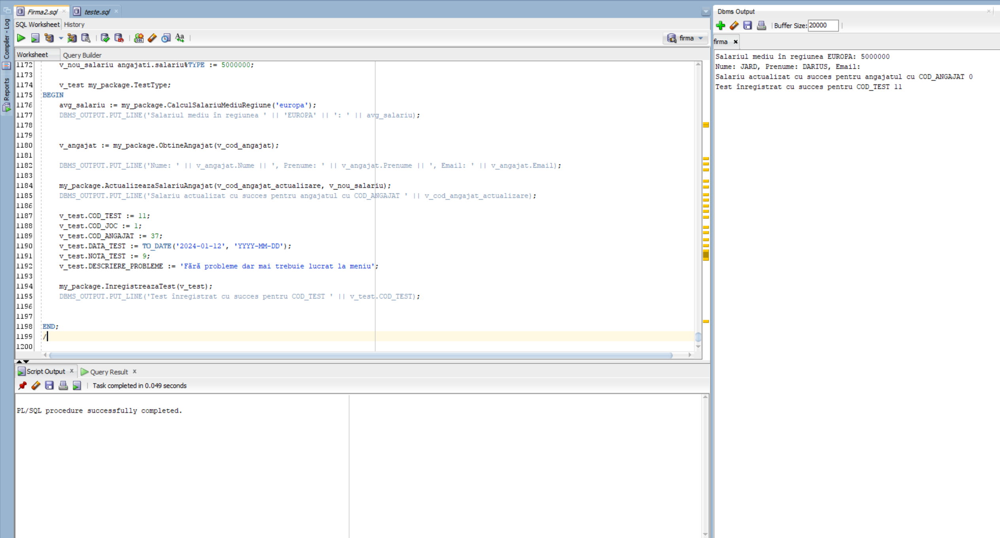 Compiler - Log
Reports
Firma2.sql
teste.sql
SQL Worksheet History
firma
Worksheet Query Builder
1172 v_nou_salariu angajati.salariu%TYPE := 5000000;
1173
1174 v_test my_package.TestType;
1175 BEGIN
1176 avg_salariu := my_package.CalculSalariuMediuRegiune('europa');
1177 DBMS_OUTPUT.PUT_LINE('Salariul mediu în regiunea ' || 'EUROPA' || ': ' || avg_salariu);
1178
1179
1180 v_angajat := my_package.ObtineAngajat(v_cod_angajat);
1181
1182 DBMS_OUTPUT.PUT_LINE('Nume: ' || v_angajat.Nume || ', Prenume: ' || v_angajat.Prenume || ', Email: ' || v_angajat.Email);
1183
1184 my_package.ActualizeazaSalariuAngajat(v_cod_angajat_actualizare, v_nou_salariu);
1185 DBMS_OUTPUT.PUT_LINE('Salariu actualizat cu succes pentru angajatul cu COD_ANGAJAT ' || v_cod_angajat_actualizare);
1186
1187 v_test.COD_TEST := 11;
1188 v_test.COD_JOC := 1;
1189 v_test.COD_ANGAJAT := 37;
1190 v_test.DATA_TEST := TO_DATE('2024-01-12', 'YYYY-MM-DD');
1191 v_test.NOTA_TEST := 9;
1192 v_test.DESCRIERE_PROBLEME := 'Fără probleme dar mai trebuie lucrat la meniu';
1193
1194 my_package.InregistreazaTest(v_test);
1195 DBMS_OUTPUT.PUT_LINE('Test înregistrat cu succes pentru COD_TEST ' || v_test.COD_TEST);
1196
1197
1198 END;
1199 /
1200
Script Output x Query Result x
Task completed in 0.049 seconds
PL/SQL procedure successfully completed.
Dbms Output
Buffer Size: 20000
firma
Salariul mediu în regiunea EUROPA: 5000000
Nume: JARD, Prenume: DARIUS, Email:
Salariu actualizat cu succes pentru angajatul cu COD_ANGAJAT 0
Test înregistrat cu succes pentru COD_TEST 11